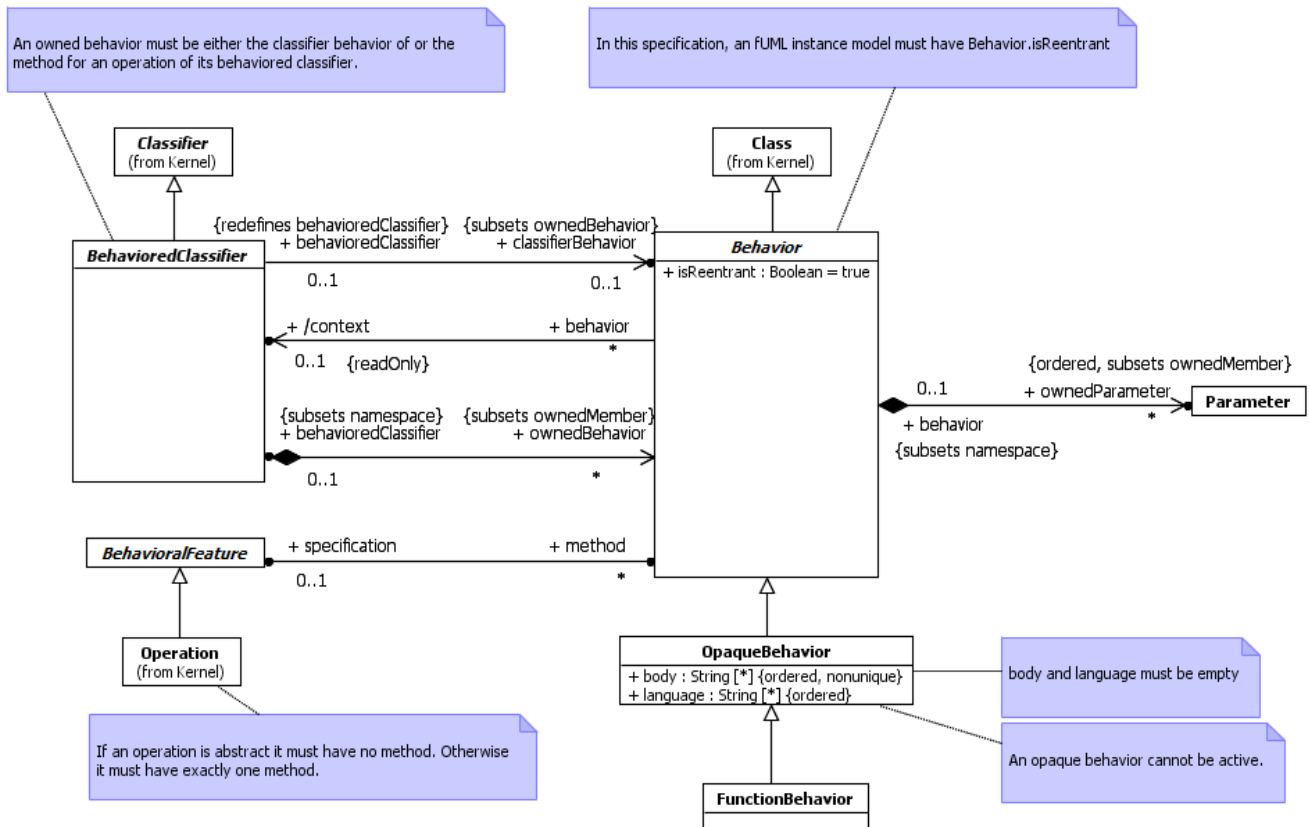 An owned behavior must be either the classifier behavior of or the
method for an operation of its behaviored classifier.
In this specification, an fUML instance model must have Behavior.isReentrant
Classifier
(from Kernel)
Class
(from Kernel)
{redefines behavioredClassifier}
+ behavioredClassifier
0..1
{subsets ownedBehavior}
+ classifierBehavior
0..1
BehavioredClassifier
Behavior
+ isReentrant : Boolean = true
+ /context
0..1
{readOnly}
+ behavior
*
{subsets namespace}
+ behavioredClassifier
0..1
{subsets ownedMember}
+ ownedBehavior
*
{ordered, subsets ownedMember}
0..1
+ ownedParameter
*
+ behavior
{subsets namespace}
Parameter
BehavioralFeature
+ specification
0..1
+ method
*
Operation
(from Kernel)
OpaqueBehavior
+ body : String [*] {ordered, nonunique}
+ language : String [*] {ordered}
body and language must be empty
If an operation is abstract it must have no method. Otherwise
it must have exactly one method.
An opaque behavior cannot be active.
FunctionBehavior